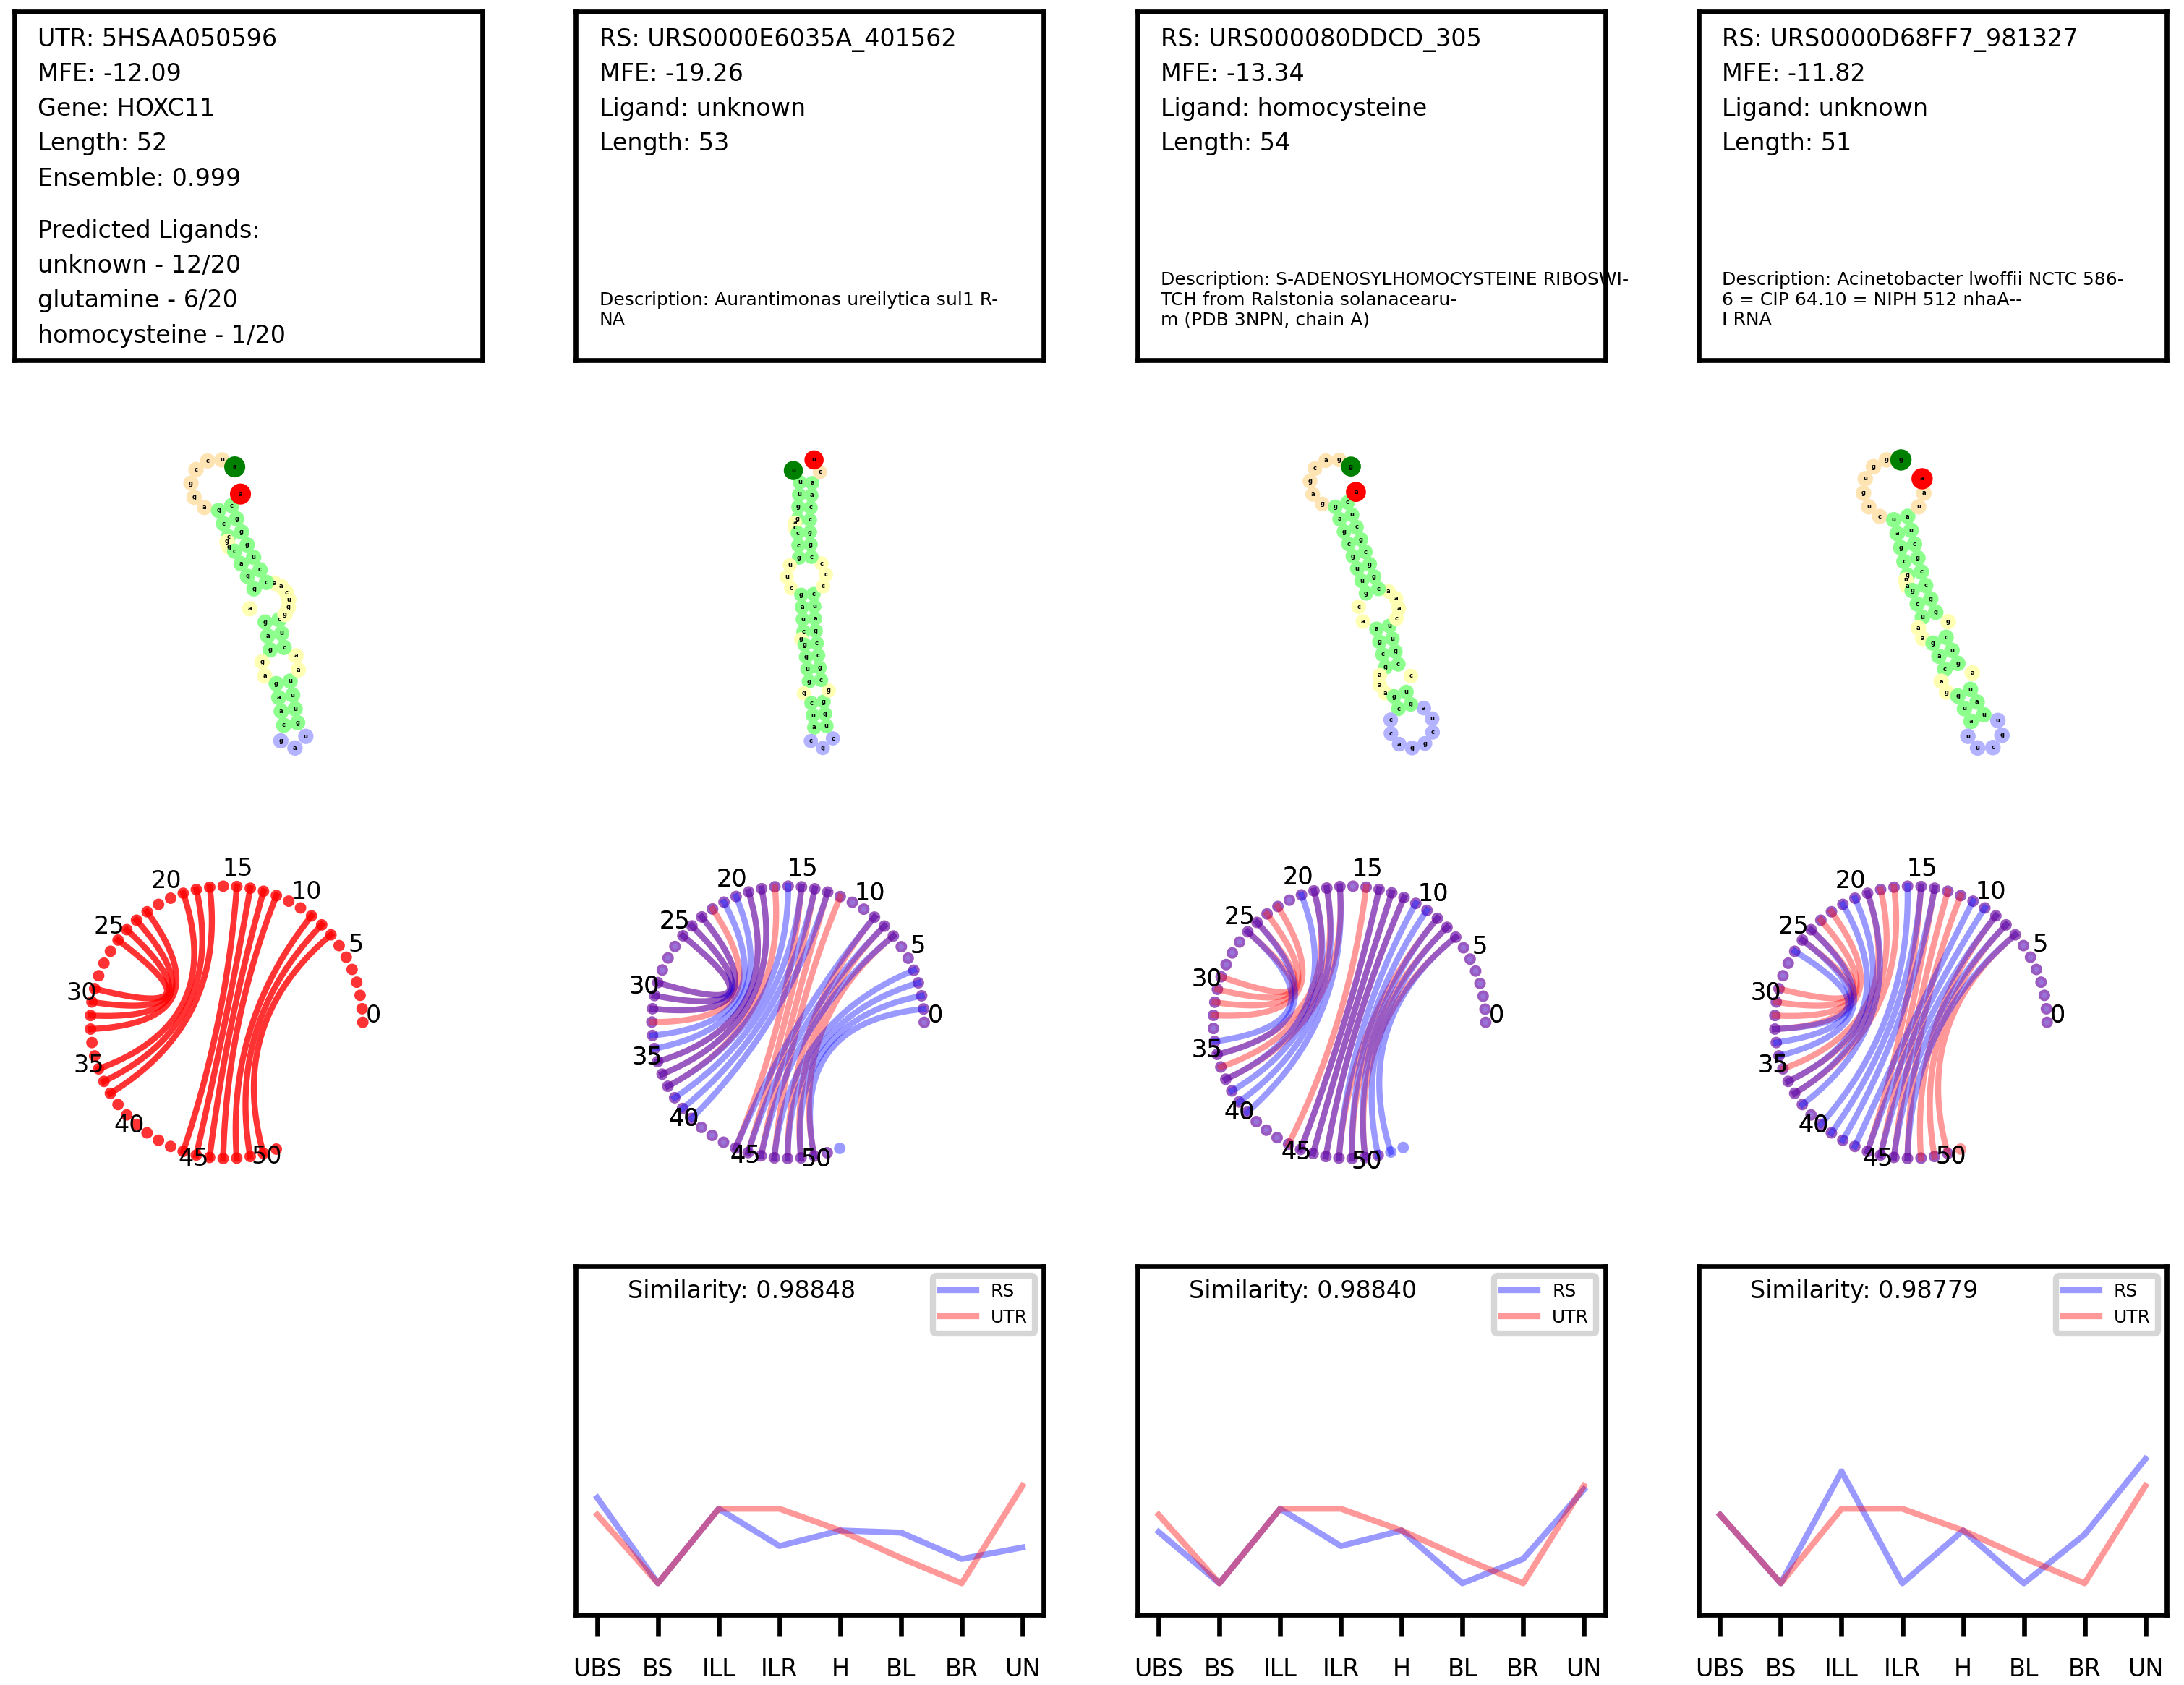 UTR: 5HSAA050596
MFE: -12.09
Gene: HOXC11
Length: 52
Ensemble: 0.999
Predicted Ligands:
unknown - 12/20
glutamine - 6/20
homocysteine - 1/20
RS: URS0000E6035A_401562
MFE: -19.26
Ligand: unknown
Length: 53
Description: Aurantimonas ureilytica sul1 R-
NA
RS: URS000080DDCD_305
MFE: -13.34
Ligand: homocysteine
Length: 54
Description: S-ADENOSYLHOMOCYSTEINE RIBOSWI-
TCH from Ralstonia solanacearu-
m (PDB 3NPN, chain A)
RS: URS0000D68FF7_981327
MFE: -11.82
Ligand: unknown
Length: 51
Description: Acinetobacter lwoffii NCTC 586-
6 = CIP 64.10 = NIPH 512 nhaA--
I RNA
0
5
10
15
20
25
30
35
40
45
50
0
5
10
15
20
25
30
35
40
45
50
0
5
10
15
20
25
30
35
40
45
50
0
5
10
15
20
25
30
35
40
45
50
Similarity: 0.98848
RS
UTR
UBS BS ILL ILR H BL BR UN
Similarity: 0.98840
RS
UTR
UBS BS ILL ILR H BL BR UN
Similarity: 0.98779
RS
UTR
UBS BS ILL ILR H BL BR UN